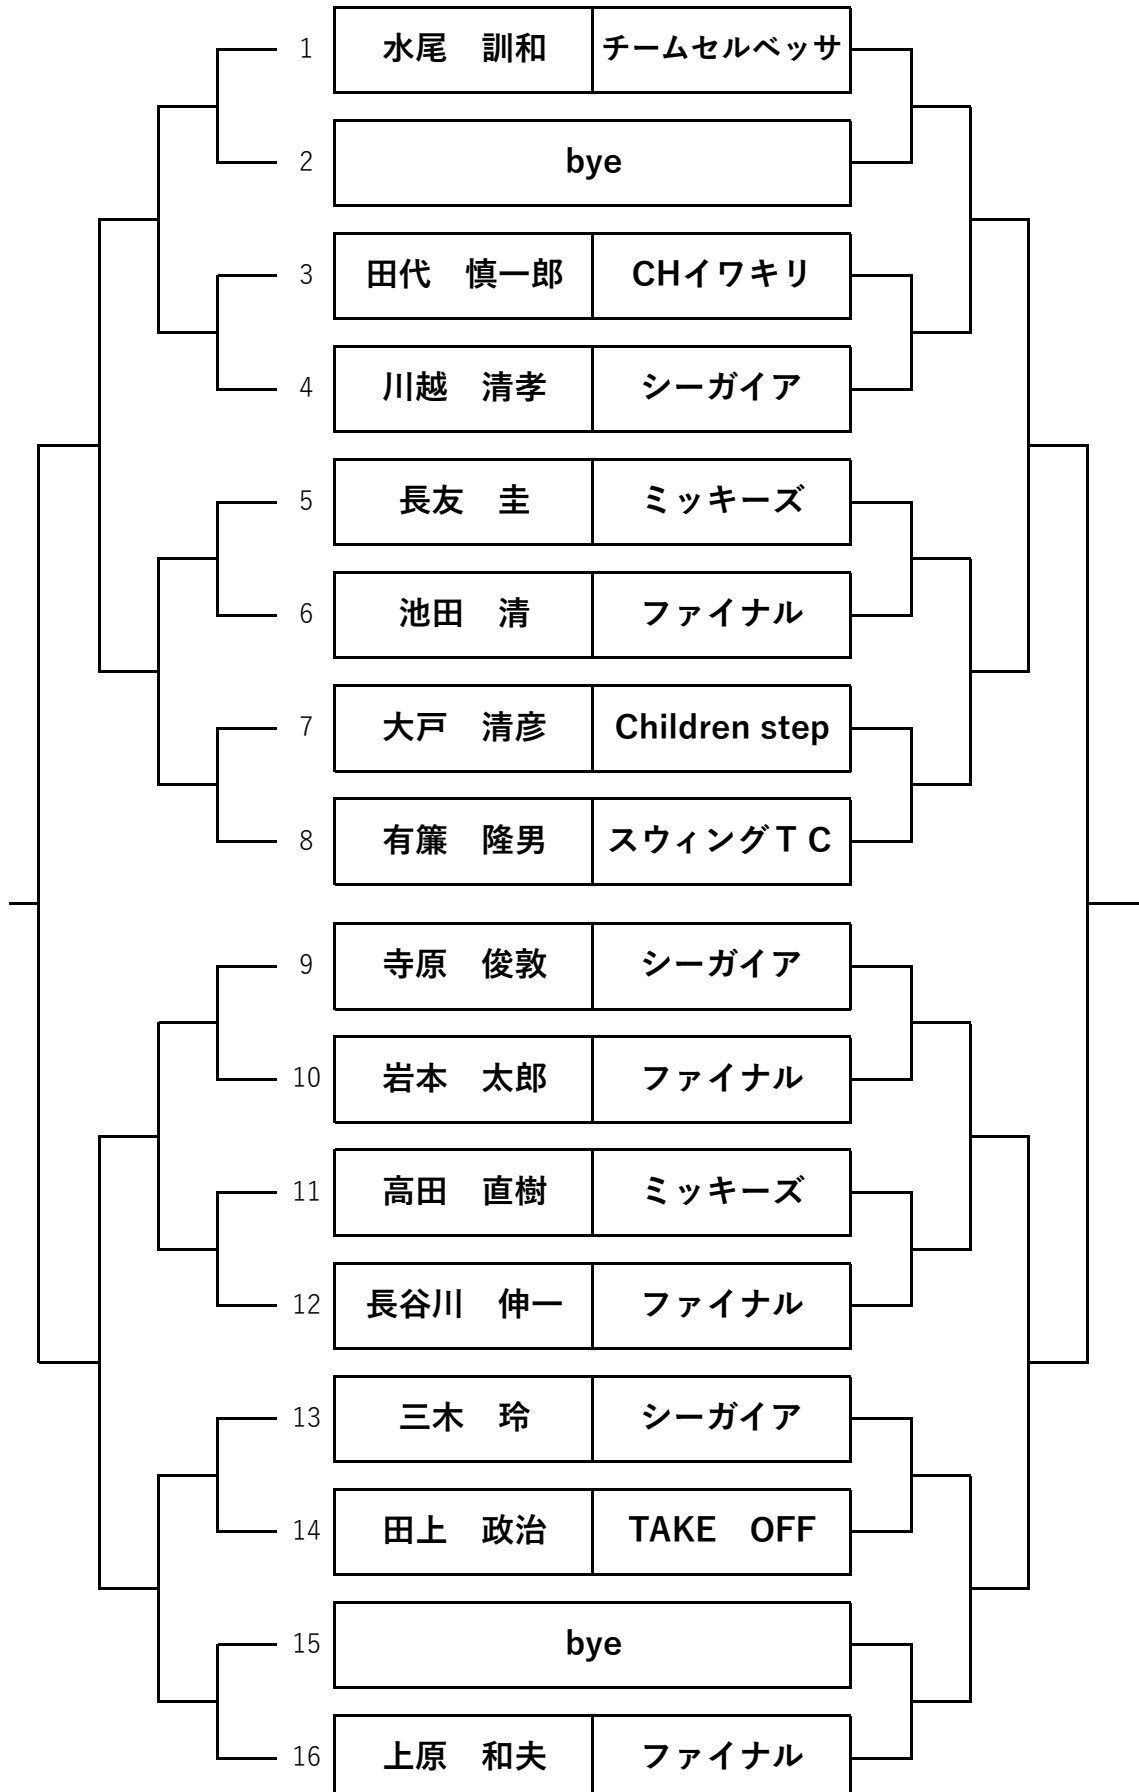 1 水尾　訓和 チームセルベッサ
2 bye
3 田代　慎一郎 CHイワキリ
4 川越　清孝 シーガイア
5 長友　圭 ミッキーズ
6 池田　清 ファイナル
7 大戸　清彦 Children step
8 有簾　隆男 スウィングＴＣ
9 寺原　俊敦 シーガイア
10 岩本　太郎 ファイナル
11 高田　直樹 ミッキーズ
12 長谷川　伸一 ファイナル
13 三木　玲 シーガイア
14 田上　政治 TAKE　OFF
15 bye
16 上原　和夫 ファイナル